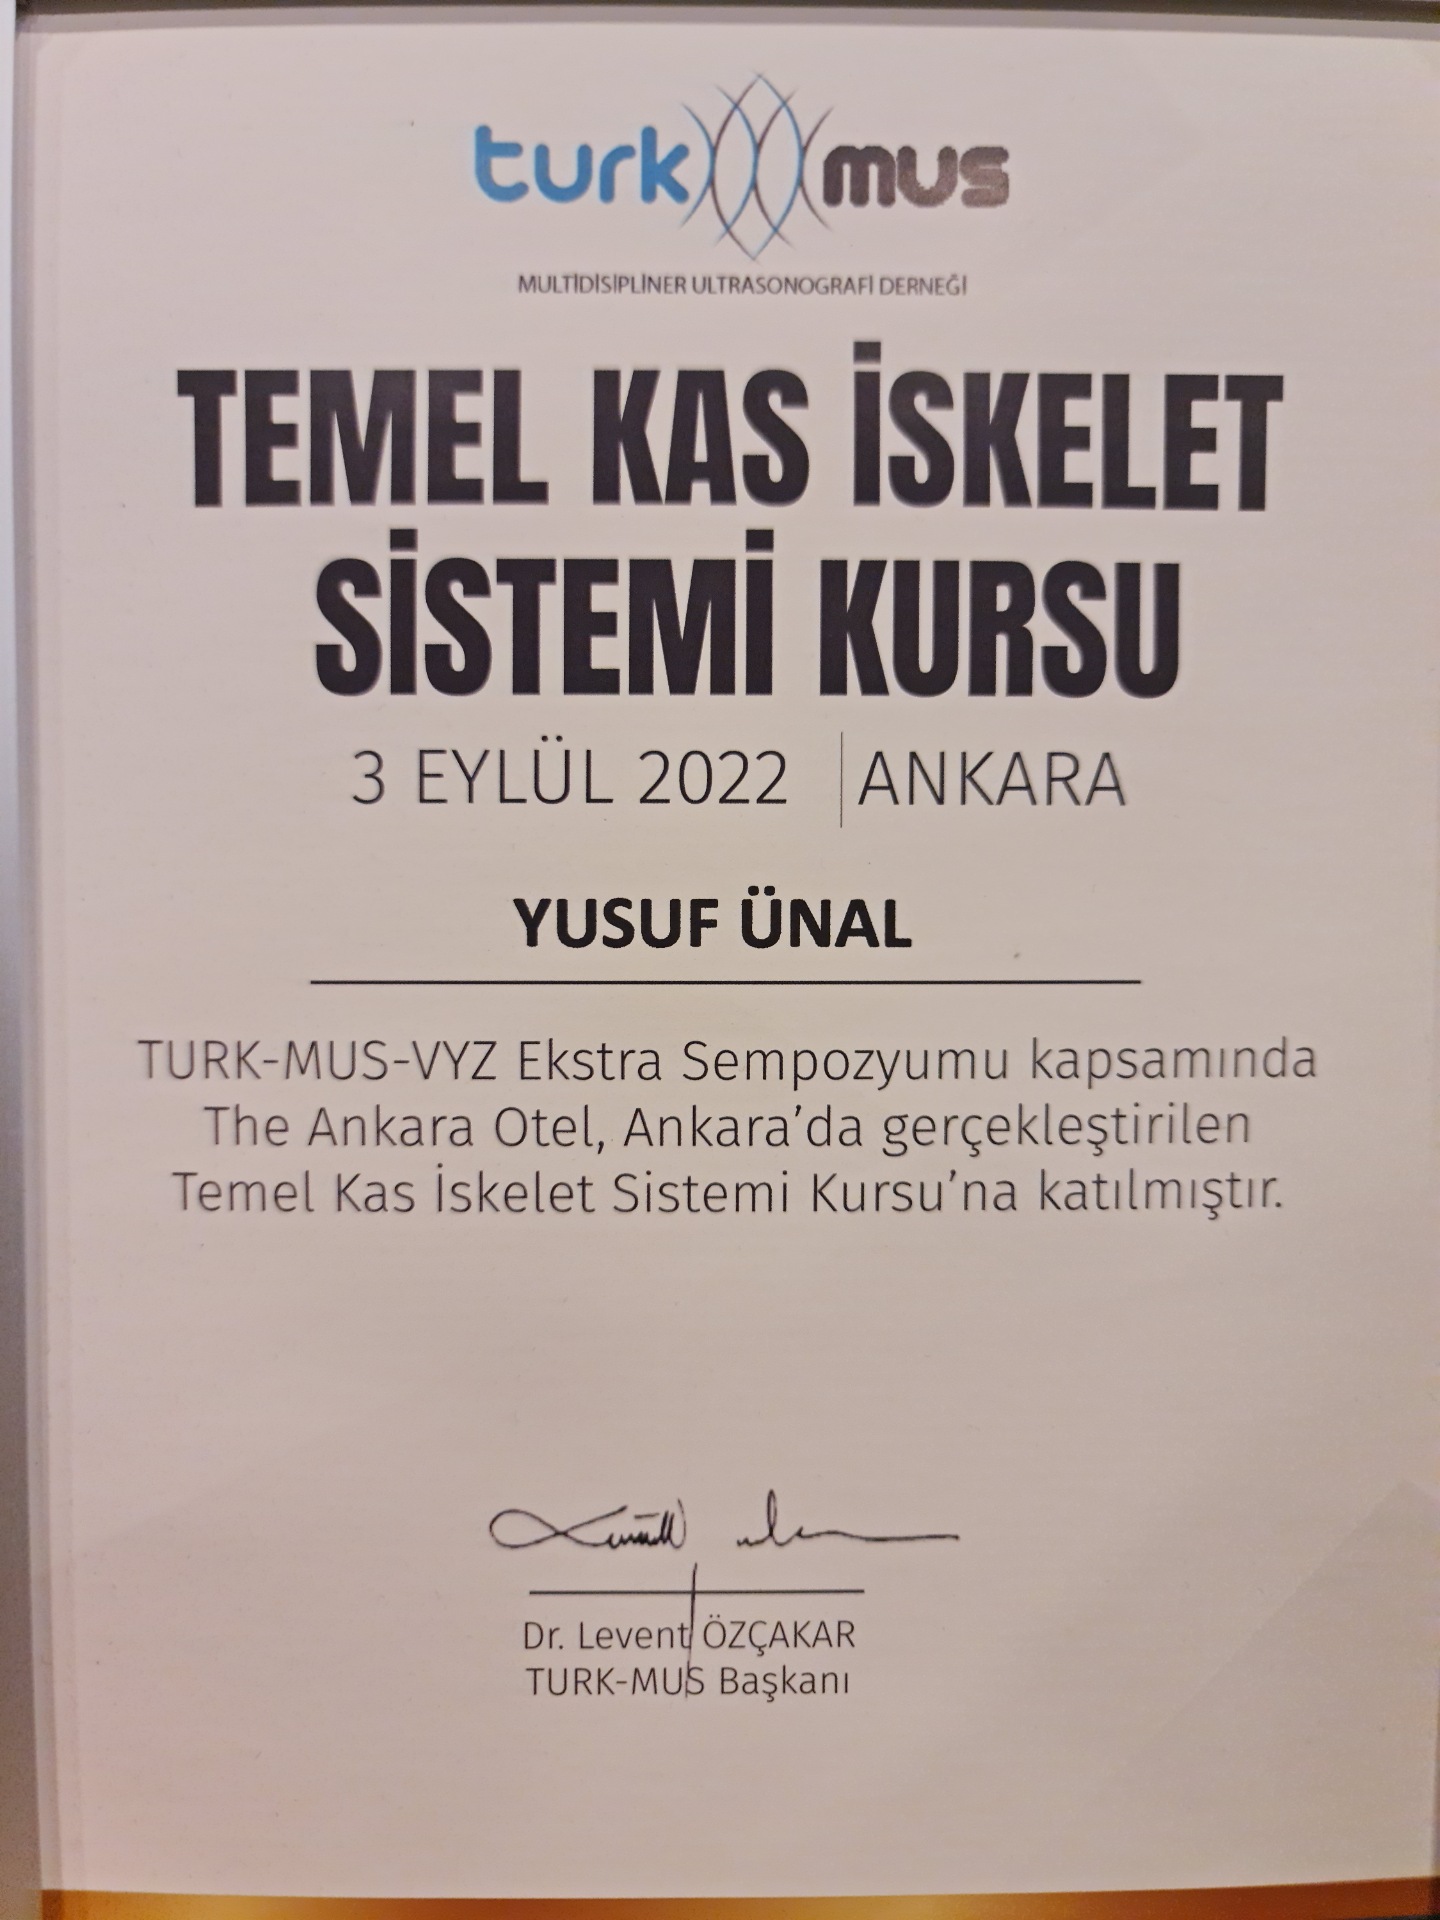 turk mus
MULTİDİSİPLİNER ULTRASONOGRAFİ DERNEĞİ
TEMEL KAS İSKELET
SİSTEMİ KURSU
3 EYLÜL 2022 | ANKARA
YUSUF ÜNAL
TURK-MUS-VYZ Ekstra Sempozyumu kapsamında
The Ankara Otel, Ankara’da gerçekleştirilen
Temel Kas İskelet Sistemi Kursu’na katılmıştır.
Dr. Levent ÖZÇAKAR
TURK-MUS Başkanı